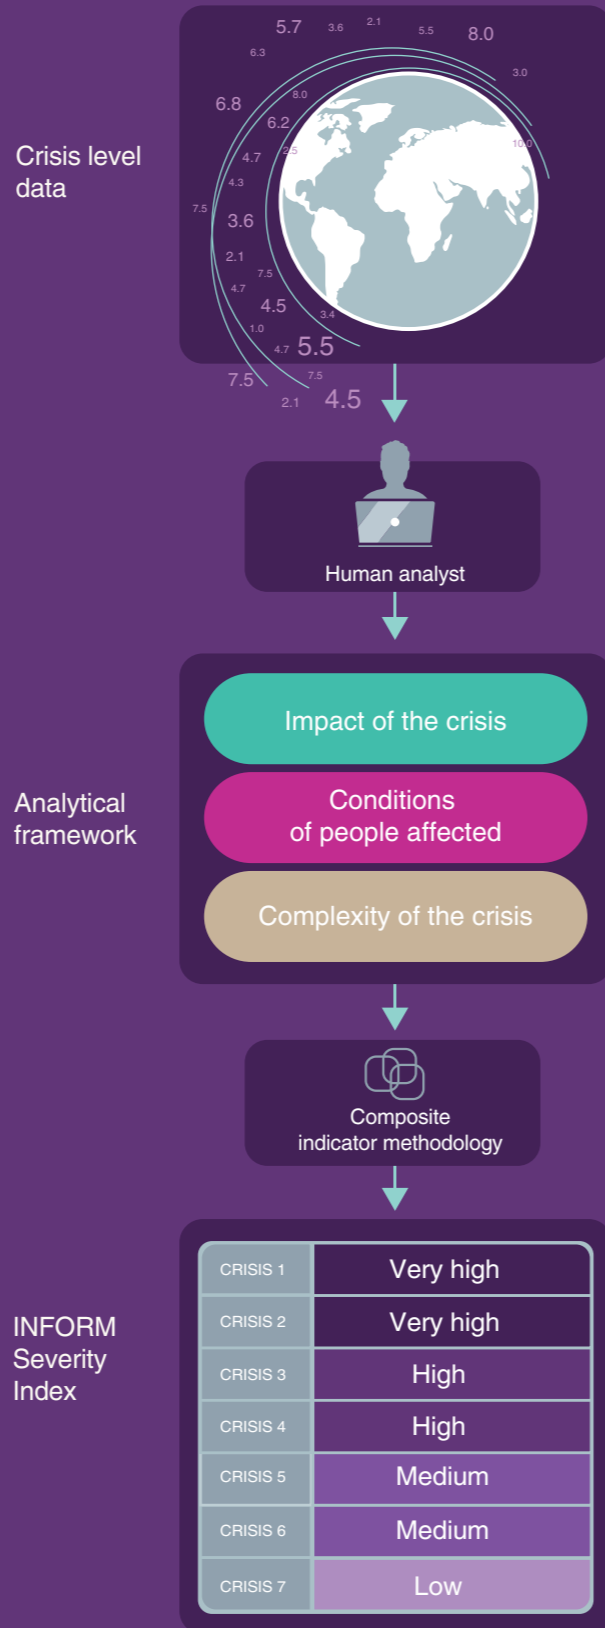 5.7
3.6
2.1
5.5
8.0
6.3
3.0
8.0
6.8
6.2
10.0
2.5
Crisis level
data
4.7
4.3
7.5
3.6
2.1
7.5
4.7
4.5
3.4
1.0
4.7
5.5
7.5
7.5
2.1
4.5
Human analyst
Analytical
framework
Impact of the crisis
Conditions
of people affected
Complexity of the crisis
Composite
indicator methodology
INFORM
Severity
Index
CRISIS 1 Very high
CRISIS 2 Very high
CRISIS 3 High
CRISIS 4 High
CRISIS 5 Medium
CRISIS 6 Medium
CRISIS 7 Low